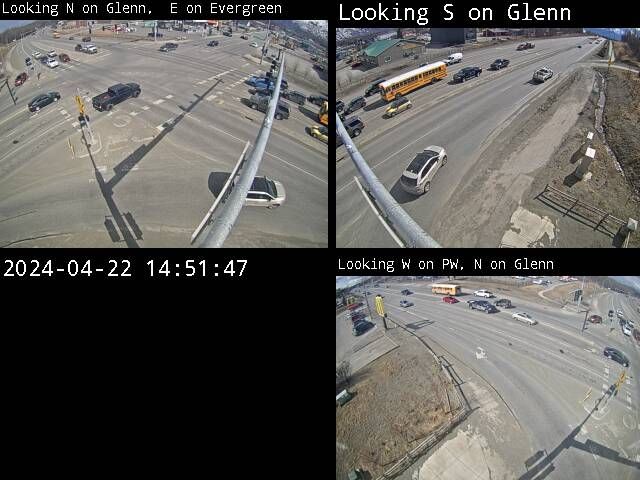 Looking N on Glenn, E on Evergreen
Looking S on Glenn
2024-04-22 14:51:47
Looking W on PW, N on Glenn